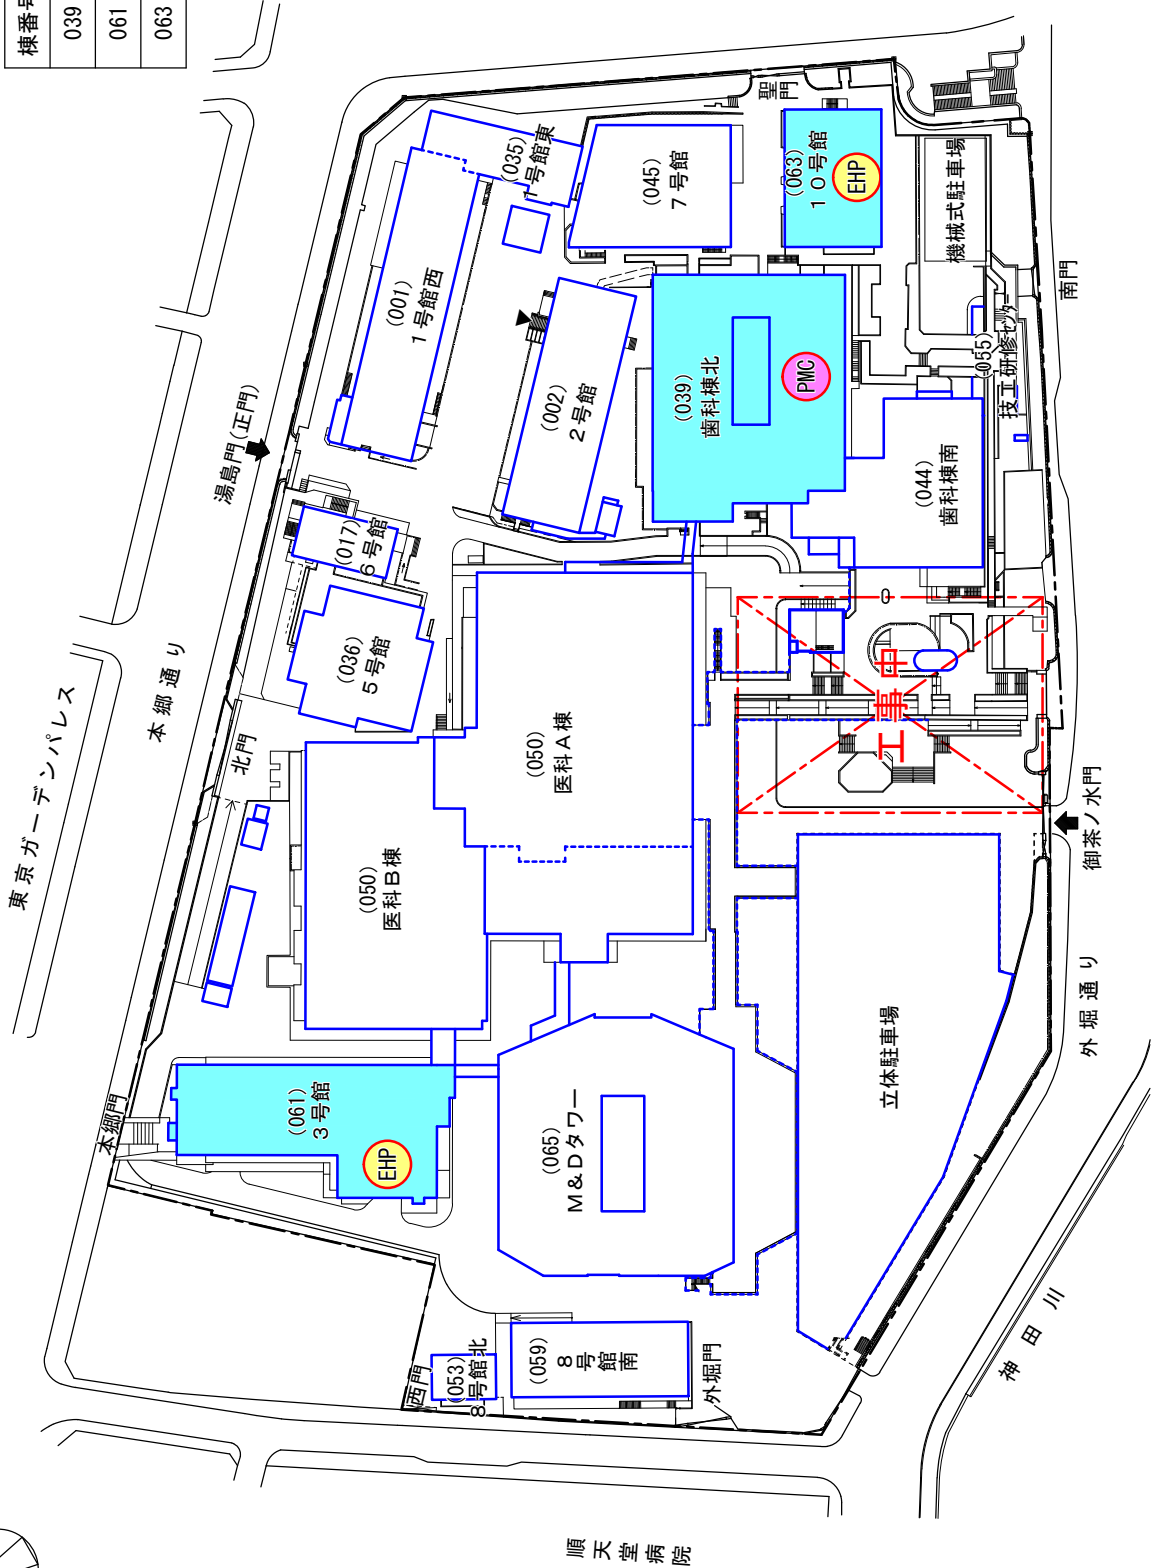 棟番号
039
061
063
東京ガーデンパレス
本郷通り
湯島門(正門)
本郷門
北門
(035)
1号館東
(001)
1号館西
(045)
7号館
聖門
(063)
10号館
EHP
機械式駐車場
南門
(002)
2号館
(039)
歯科棟北
PMC
(055)
技工研修センター
(044)
歯科棟南
(017)
6号館
(036)
5号館
(050)
医科A棟
(050)
医科B棟
工事中
御茶ノ水門
外堀通り
立体駐車場
(061)
3号館
EHP
(065)
M&Dタワー
西門
(053)
8号館北
(059)
8号館南
外堀門
神田川
順天堂病院